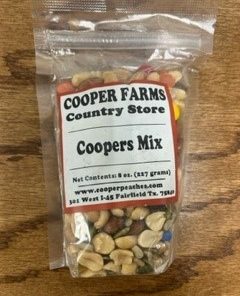 COOPER FARMS
Country Store
Coopers Mix
Net Contents: 8 oz. (227 grams)
www.cooperpeaches.com
301 West I-45 Fairfield Tx. 75840